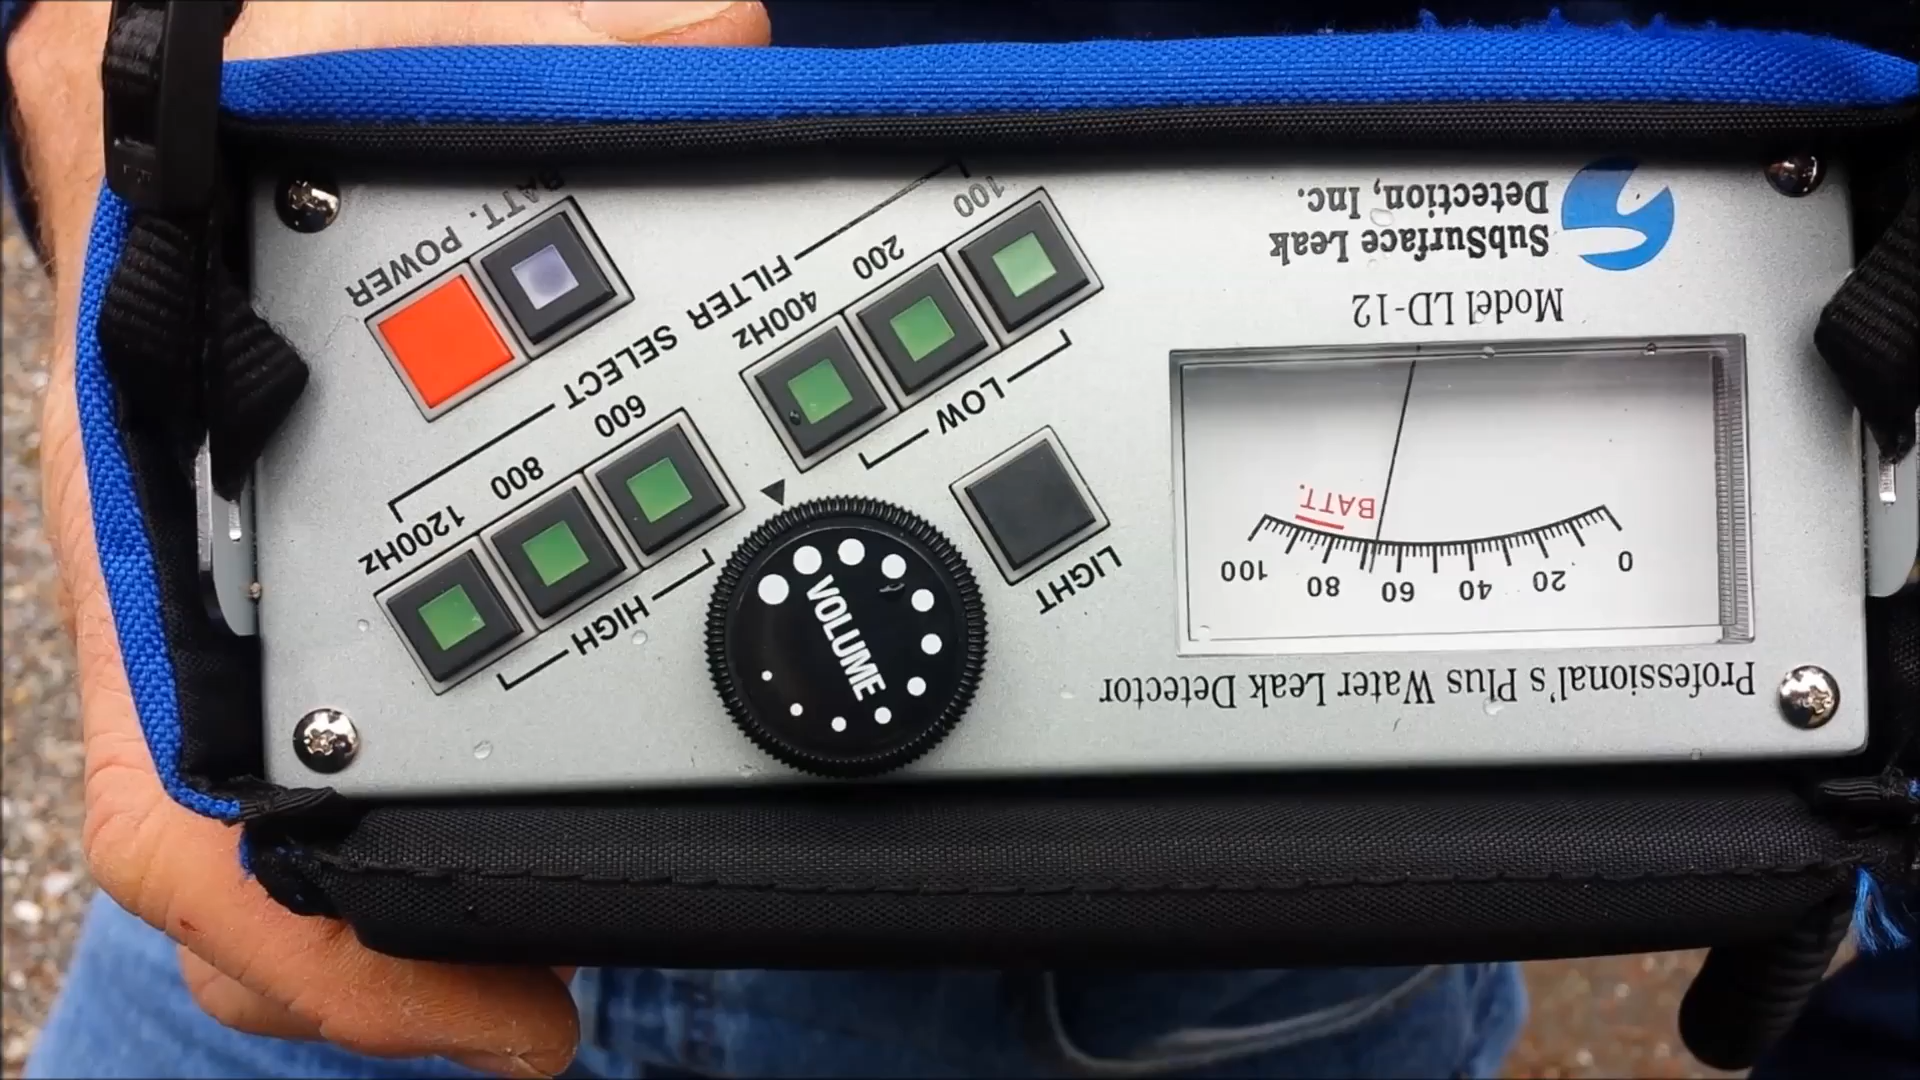 Professional's Plus Water Leak Detector
0 20 40 60 80 100
BATT.
Model LD-12
SubSurface Leak
Detection, Inc.
LIGHT
VOLUME
HIGH
600 800 1200Hz
LOW
100 200 400Hz
FILTER SELECT
POWER
BATT.